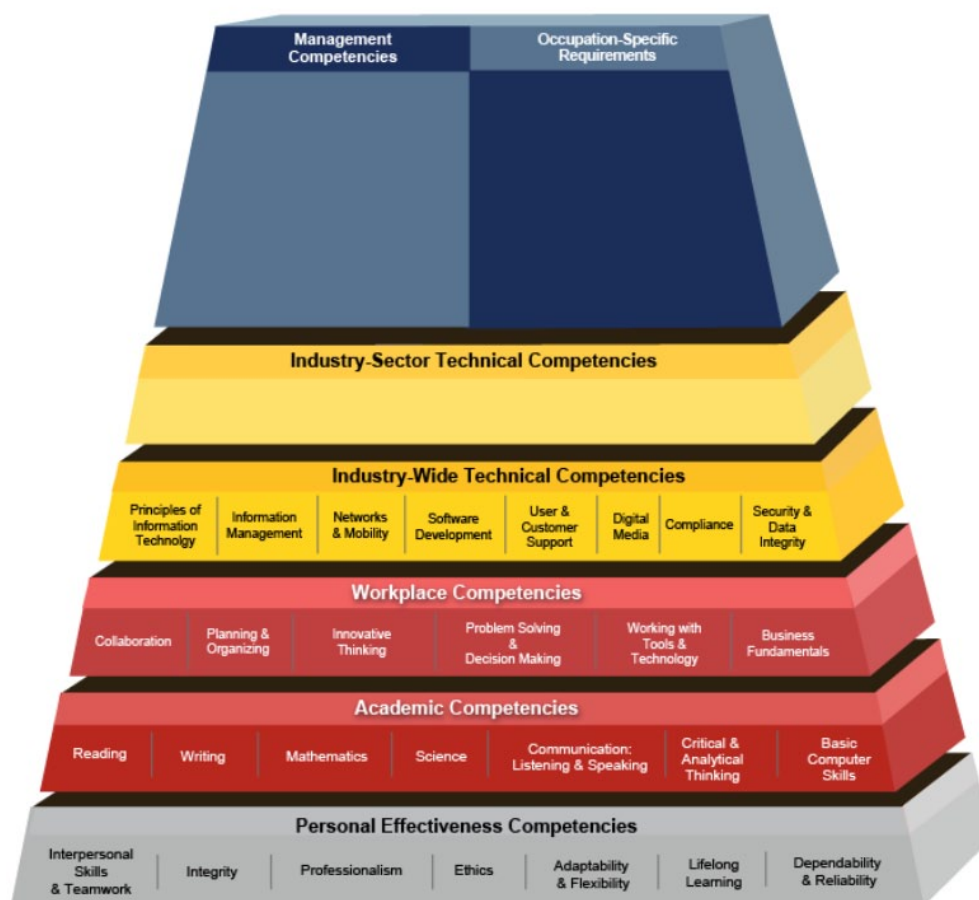 Management
Competencies
Occupation-Specific
Requirements
Industry-Sector Technical Competencies
Industry-Wide Technical Competencies
Principles of
Information
Technolgy
Information
Management
Networks
& Mobility
Software
Development
User &
Customer
Support
Digital
Media
Compliance
Security &
Data
Integrity
Workplace Competencies
Collaboration
Planning &
Organizing
Innovative
Thinking
Problem Solving
&
Decision Making
Working with
Tools &
Technology
Business
Fundamentals
Academic Competencies
Reading
Writing
Mathematics
Science
Communication:
Listening & Speaking
Critical &
Analytical
Thinking
Basic
Computer
Skills
Personal Effectiveness Competencies
Interpersonal
Skills
& Teamwork
Integrity
Professionalism
Ethics
Adaptability
& Flexibility
Lifelong
Learning
Dependability
& Reliability